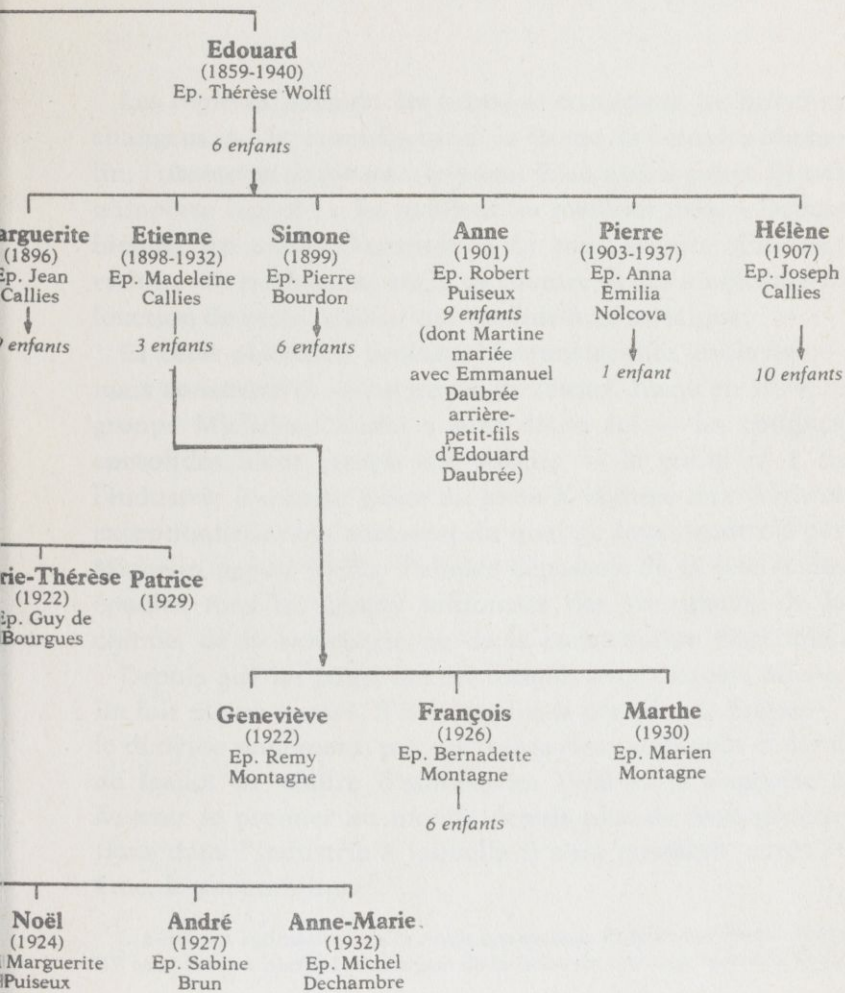 Edouard
(1859-1940)
Ep. Thérèse Wolff
6 enfants
arguerite
(1896)
Ep. Jean
Callies
enfants
Etienne
(1898-1932)
Ep. Madeleine
Callies
3 enfants
Simone
(1899)
Ep. Pierre
Bourdon
6 enfants
Anne
(1901)
Ep. Robert
Puiseux
9 enfants
(dont Martine
mariée
avec Emmanuel
Daubrée
arrière-
petit-fils
d'Edouard
Daubrée)
Pierre
(1903-1937)
Ep. Anna
Emilia
Nolcova
1 enfant
Hélène
(1907)
Ep. Joseph
Callies
10 enfants
rie-Thérèse
(1922)
Ep. Guy de
Bourgues
Patrice
(1929)
Geneviève
(1922)
Ep. Remy
Montagne
François
(1926)
Ep. Bernadette
Montagne
6 enfants
Marthe
(1930)
Ep. Marien
Montagne
Noël
(1924)
Marguerite
Puiseux
André
(1927)
Ep. Sabine
Brun
Anne-Marie
(1932)
Ep. Michel
Dechambre